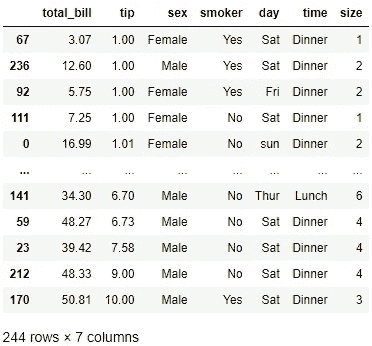 total_bill tip sex smoker day time size
67 3.07 1.00 Female Yes Sat Dinner 1
236 12.60 1.00 Male Yes Sat Dinner 2
92 5.75 1.00 Female Yes Fri Dinner 2
111 7.25 1.00 Female No Sat Dinner 1
0 16.99 1.01 Female No sun Dinner 2
... ... ... ... ... ... ... ...
141 34.30 6.70 Male No Thur Lunch 6
59 48.27 6.73 Male No Sat Dinner 4
23 39.42 7.58 Male No Sat Dinner 4
212 48.33 9.00 Male No Sat Dinner 4
170 50.81 10.00 Male Yes Sat Dinner 3
244 rows × 7 columns